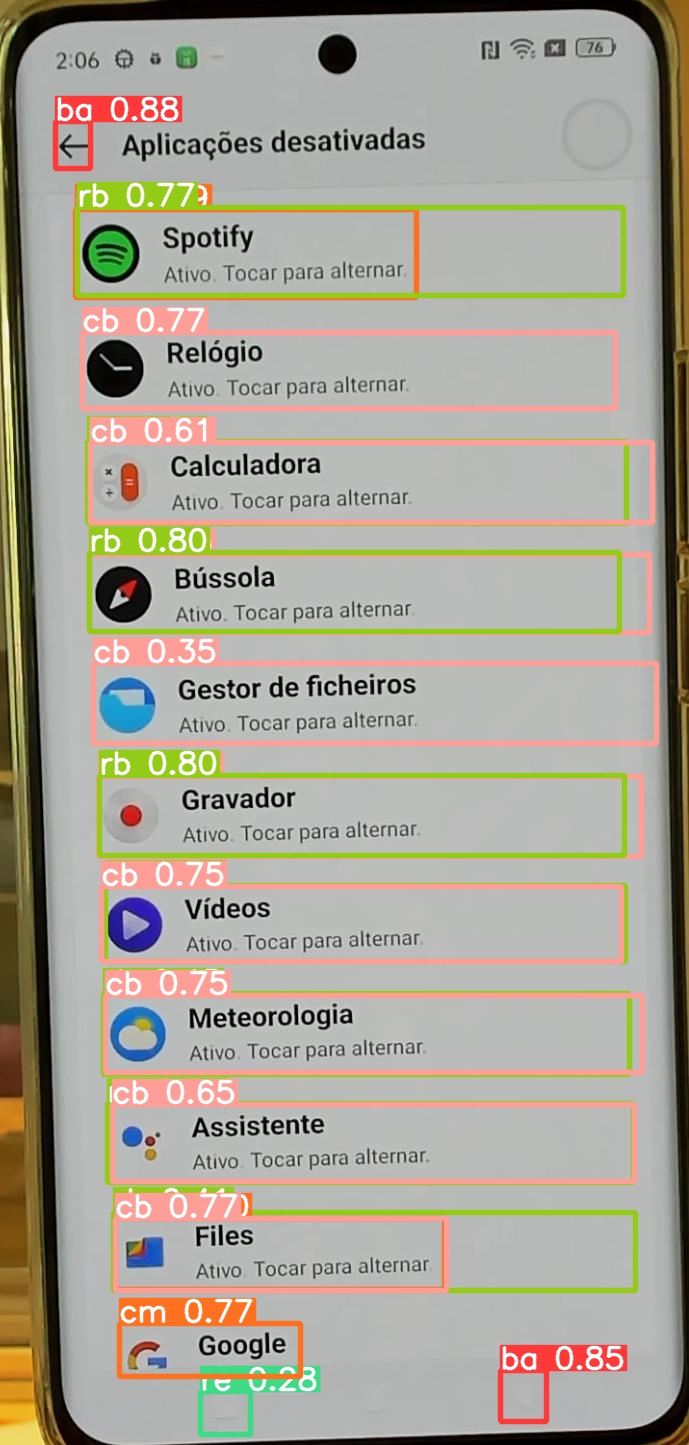 2:06
76
ba 0.88
Aplicações desativadas
rb 0.77
Spotify
Ativo. Tocar para alternar.
cb 0.77
Relógio
Ativo. Tocar para alternar.
cb 0.61
Calculadora
Ativo. Tocar para alternar.
rb 0.80
Bússola
Ativo. Tocar para alternar.
cb 0.35
Gestor de ficheiros
Ativo. Tocar para alternar.
rb 0.80
Gravador
Ativo. Tocar para alternar.
cb 0.75
Vídeos
Ativo. Tocar para alternar.
cb 0.75
Meteorologia
Ativo. Tocar para alternar.
cb 0.65
Assistente
Ativo. Tocar para alternar.
cb 0.77
Files
Ativo. Tocar para alternar.
cm 0.77
Google
ba 0.85
re 0.28